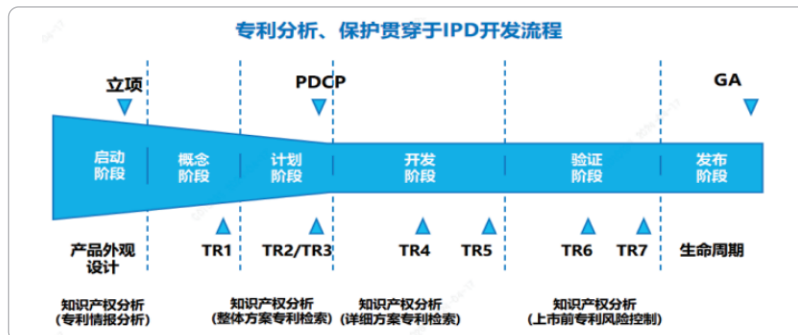 专利分析、保护贯穿于IPD开发流程
立项
PDCP
GA
启动
阶段
概念
阶段
计划
阶段
开发
阶段
验证
阶段
发布
阶段
产品外观
设计
TR1
TR2/TR3
TR4
TR5
TR6
TR7
生命周期
知识产权分析
(专利情报分析)
知识产权分析
(整体方案专利检索)
知识产权分析
(详细方案专利检索)
知识产权分析
(上市前专利风险控制)